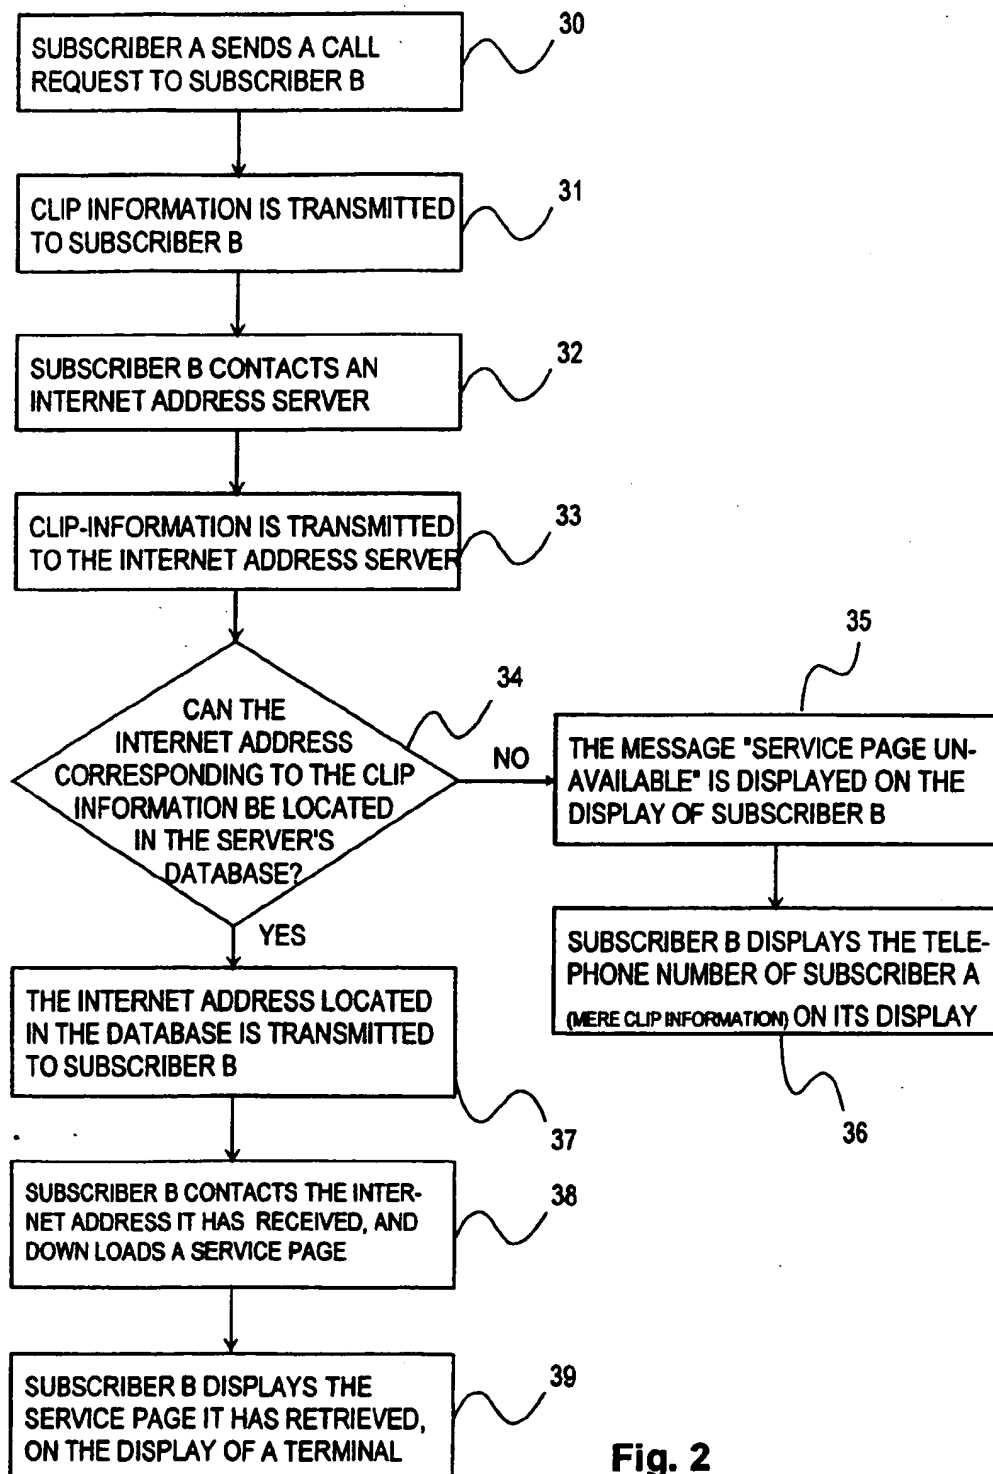 30
SUBSCRIBER A SENDS A CALL
REQUEST TO SUBSCRIBER B
31
CLIP INFORMATION IS TRANSMITTED
TO SUBSCRIBER B
32
SUBSCRIBER B CONTACTS AN
INTERNET ADDRESS SERVER
33
CLIP-INFORMATION IS TRANSMITTED
TO THE INTERNET ADDRESS SERVER
34
CAN THE
INTERNET ADDRESS
CORRESPONDING TO THE CLIP
INFORMATION BE LOCATED
IN THE SERVER'S
DATABASE?
NO
35
THE MESSAGE "SERVICE PAGE UN-
AVAILABLE" IS DISPLAYED ON THE
DISPLAY OF SUBSCRIBER B
SUBSCRIBER B DISPLAYS THE TELE-
PHONE NUMBER OF SUBSCRIBER A
(MERE CLIP INFORMATION) ON ITS DISPLAY
36
YES
THE INTERNET ADDRESS LOCATED
IN THE DATABASE IS TRANSMITTED
TO SUBSCRIBER B
37
SUBSCRIBER B CONTACTS THE INTER-
NET ADDRESS IT HAS RECEIVED, AND
DOWN LOADS A SERVICE PAGE
38
SUBSCRIBER B DISPLAYS THE
SERVICE PAGE IT HAS RETRIEVED,
ON THE DISPLAY OF A TERMINAL
39
Fig. 2